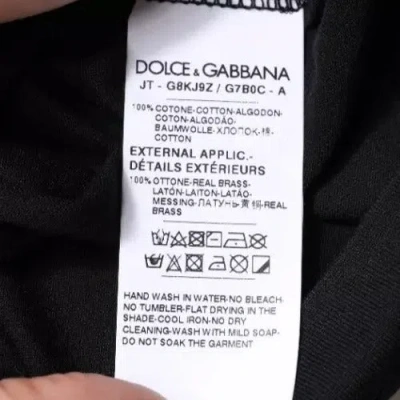 DOLCE & GABBANA
JT - G8KJ9Z / G7B0C - A
100% COTONE-COTTON-ALGODON-
COTON-ALGODÃO-
BAUMWOLLE-ХЛОПОК-棉-
COTTON
EXTERNAL APPLIC.-
DÉTAILS EXTÉRIEURS
100% OTTONE-REAL BRASS-
LATÓN-LAITON-LATÃO-
MESSING-ЛАТУНЬ-黄 铜-REAL
BRASS
HAND WASH IN WATER-NO BLEACH-
NO TUMBLER-FLAT DRYING IN THE
SHADE-COOL IRON-NO DRY
CLEANING-WASH WITH MILD SOAP-
DO NOT SOAK THE GARMENT